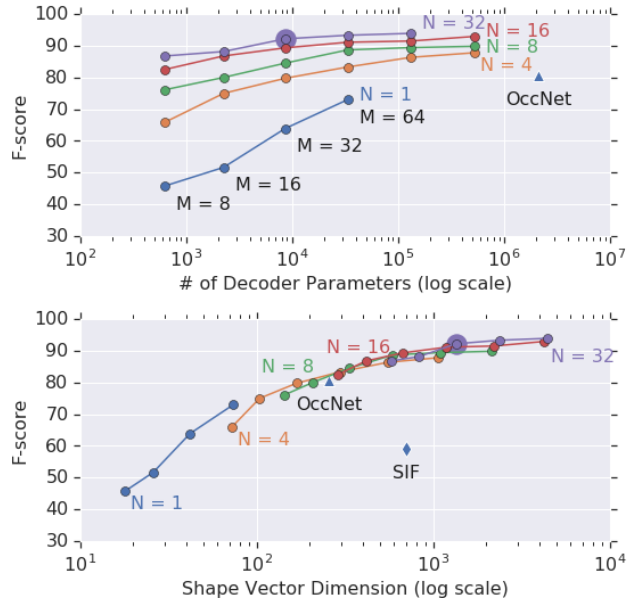 100
90
80
70
60
50
40
30
F-score
N = 32
N = 16
N = 8
N = 4
OccNet
N = 1
M = 64
M = 32
M = 16
M = 8
10^2 10^3 10^4 10^5 10^6 10^7
# of Decoder Parameters (log scale)
100
90
80
70
60
50
40
30
F-score
N = 16
N = 32
N = 8
OccNet
N = 4
SIF
N = 1
10^1 10^2 10^3 10^4
Shape Vector Dimension (log scale)